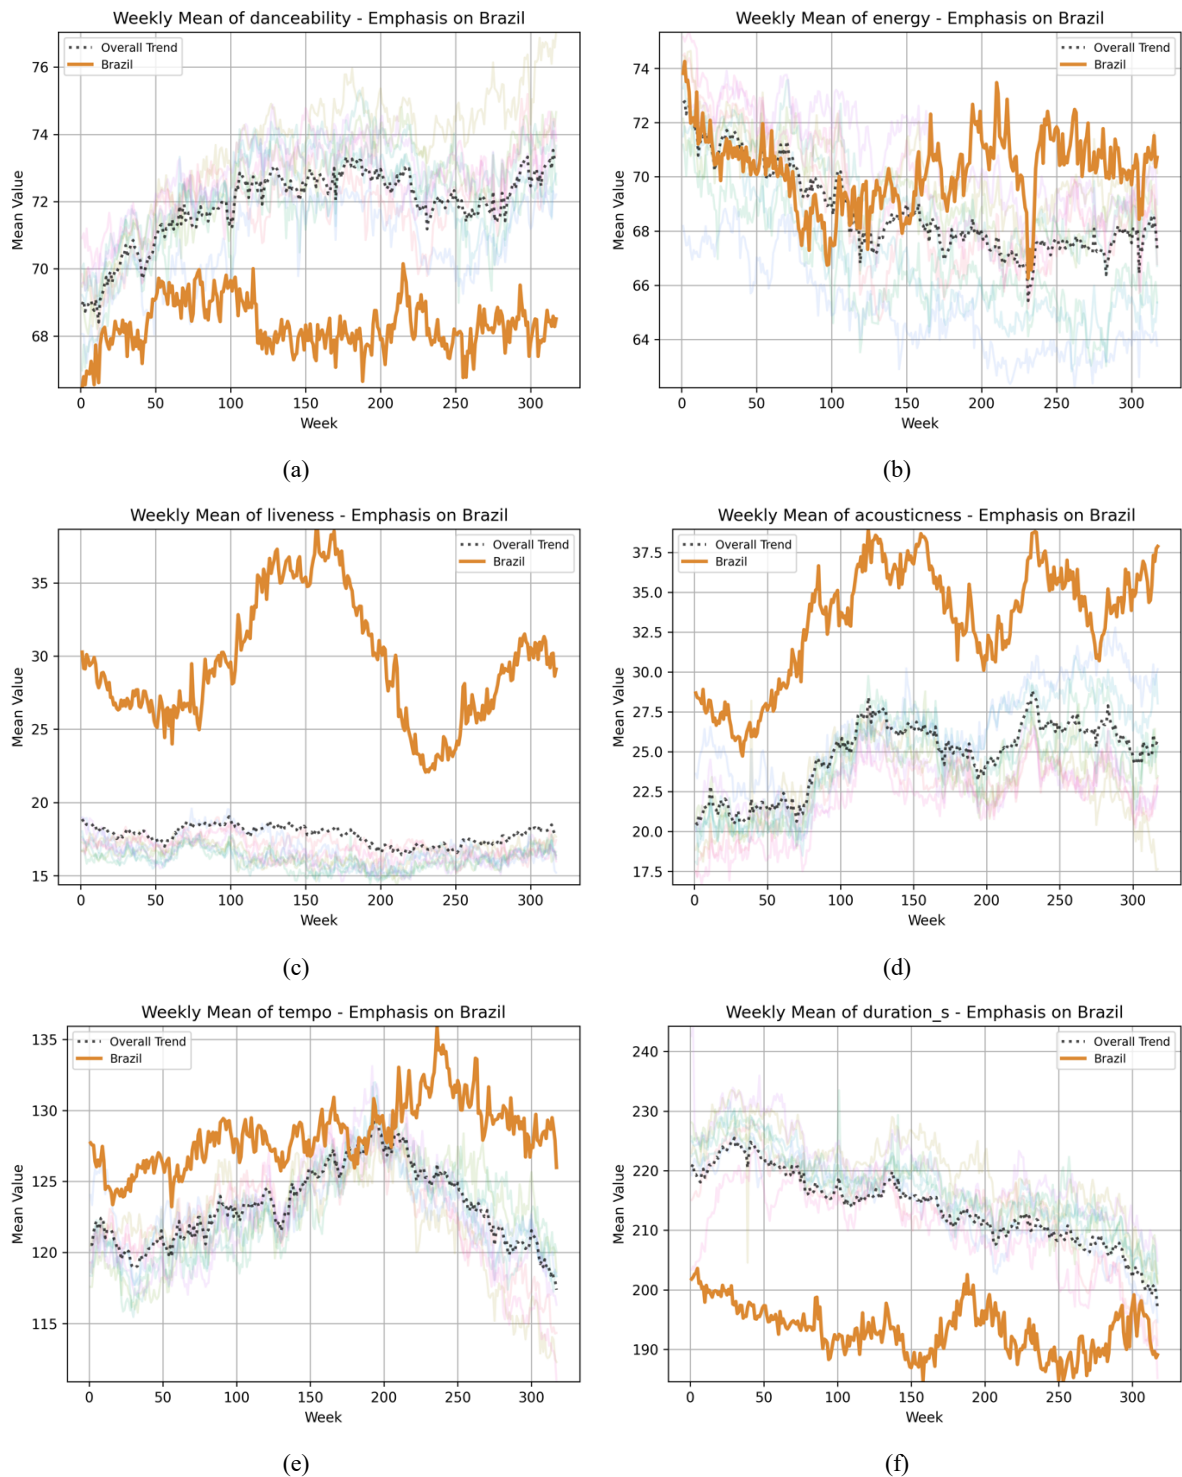 Weekly Mean of danceability - Emphasis on Brazil
Overall Trend
Brazil
Mean Value
76
74
72
70
68
0 50 100 150 200 250 300
Week
(a)
Weekly Mean of energy - Emphasis on Brazil
Overall Trend
Brazil
Mean Value
74
72
70
68
66
64
0 50 100 150 200 250 300
Week
(b)
Weekly Mean of liveness - Emphasis on Brazil
Overall Trend
Brazil
Mean Value
35
30
25
20
15
0 50 100 150 200 250 300
Week
(c)
Weekly Mean of acousticness - Emphasis on Brazil
Overall Trend
Brazil
Mean Value
37.5
35.0
32.5
30.0
27.5
25.0
22.5
20.0
17.5
0 50 100 150 200 250 300
Week
(d)
Weekly Mean of tempo - Emphasis on Brazil
Overall Trend
Brazil
Mean Value
135
130
125
120
115
0 50 100 150 200 250 300
Week
(e)
Weekly Mean of duration_s - Emphasis on Brazil
Overall Trend
Brazil
Mean Value
240
230
220
210
200
190
0 50 100 150 200 250 300
Week
(f)